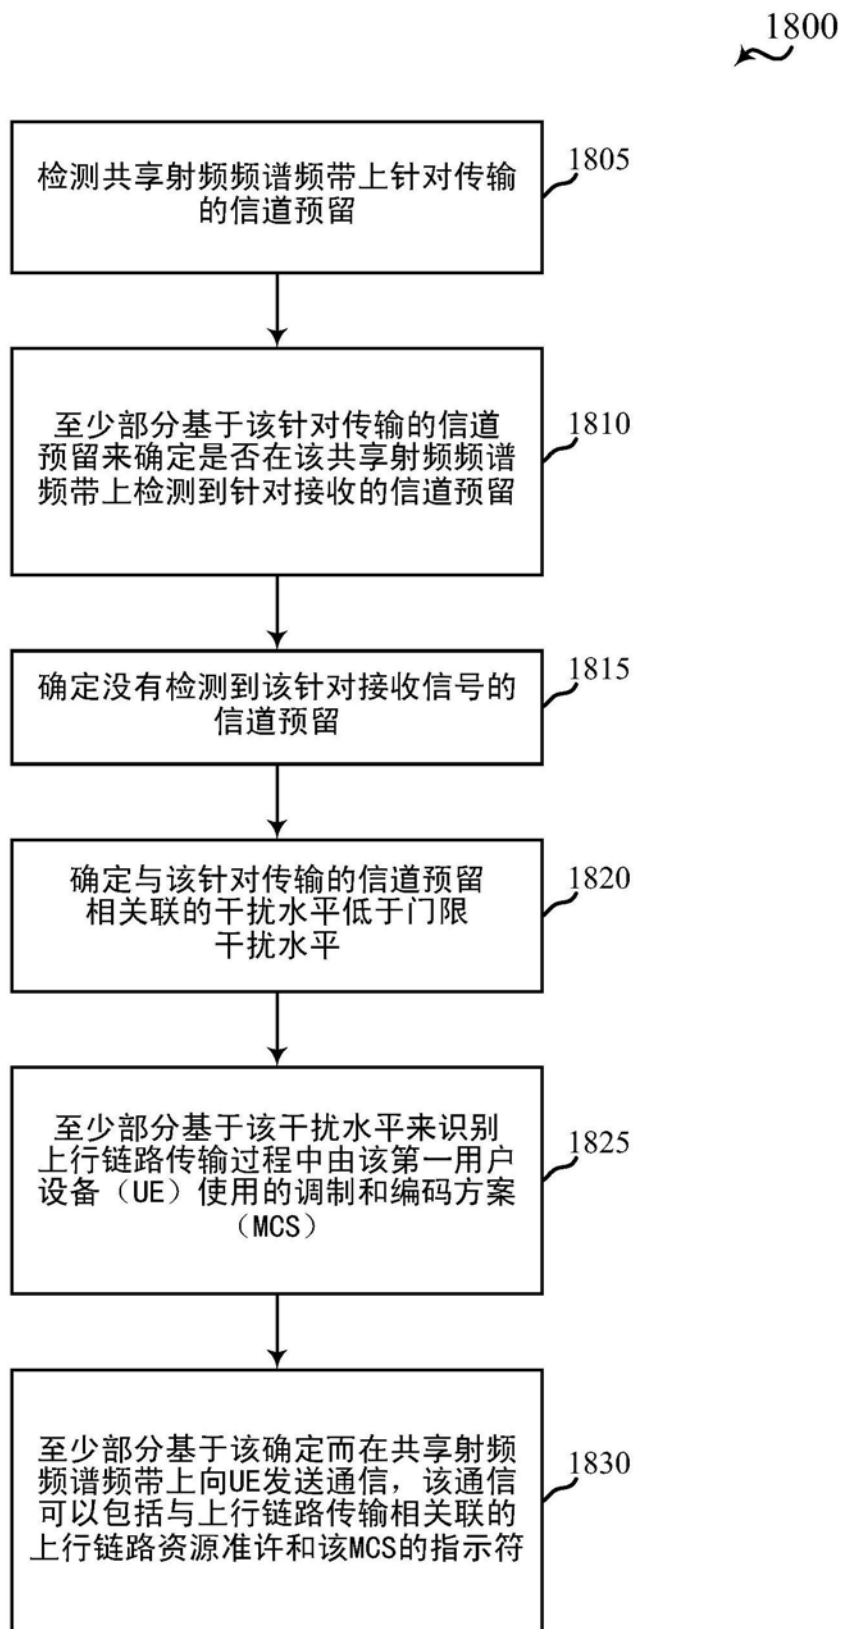 1800
检测共享射频频谱频带上针对传输
的信道预留
1805
至少部分基于该针对传输的信道
预留来确定是否在该共享射频频谱
频带上检测到针对接收的信道预留
1810
确定没有检测到该针对接收信号的
信道预留
1815
确定与该针对传输的信道预留
相关联的干扰水平低于门限
干扰水平
1820
至少部分基于该干扰水平来识别
上行链路传输过程中由该第一用户
设备（UE）使用的调制和编码方案
（MCS）
1825
至少部分基于该确定而在共享射频
频谱频带上向UE发送通信，该通信
可以包括与上行链路传输相关联的
上行链路资源准许和该MCS的指示符
1830